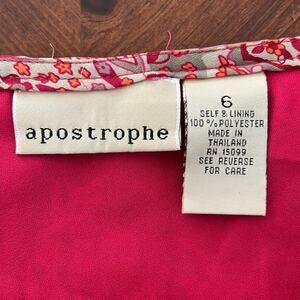 apostrophe
6
SELF & LINING
100% POLYESTER
MADE IN
THAILAND
RN 15099
SEE REVERSE
FOR CARE